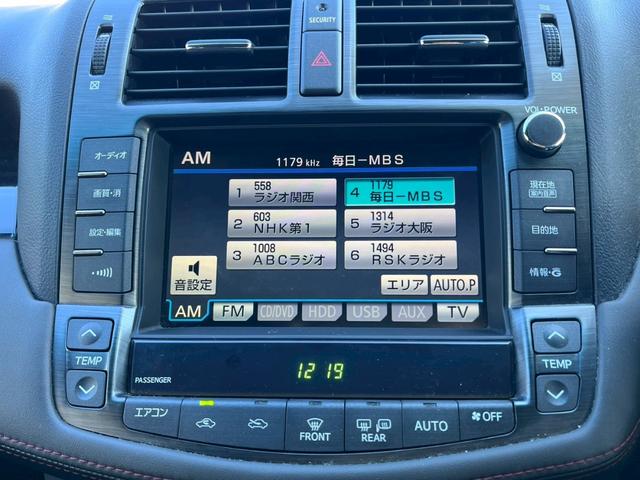 SECURITY
VOL・POWER
AM 1179 kHz 毎日－MBS
1 558 ラジオ関西
4 1179 毎日－MBS
2 603 NHK第1
5 1314 ラジオ大阪
3 1008 ABCラジオ
6 1494 RSKラジオ
音設定
エリア
AUTO.P
AM FM CD/DVD HDD USB AUX TV
オーディオ
画質・消
設定・編集
現在地
案内音声
目的地
情報・G
TEMP
TEMP
PASSENGER
12 19
エアコン
FRONT
REAR
AUTO
OFF